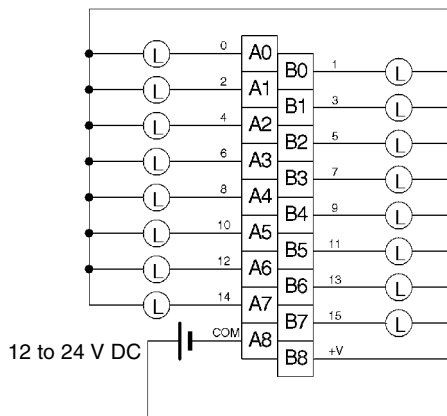 L 0 A0
B0 1 L
L 2 A1
B1 3 L
L 4 A2
B2 5 L
L 6 A3
B3 7 L
L 8 A4
B4 9 L
L 10 A5
B5 11 L
L 12 A6
B6 13 L
L 14 A7
B7 15 L
COM A8
12 to 24 V DC
B8 +V